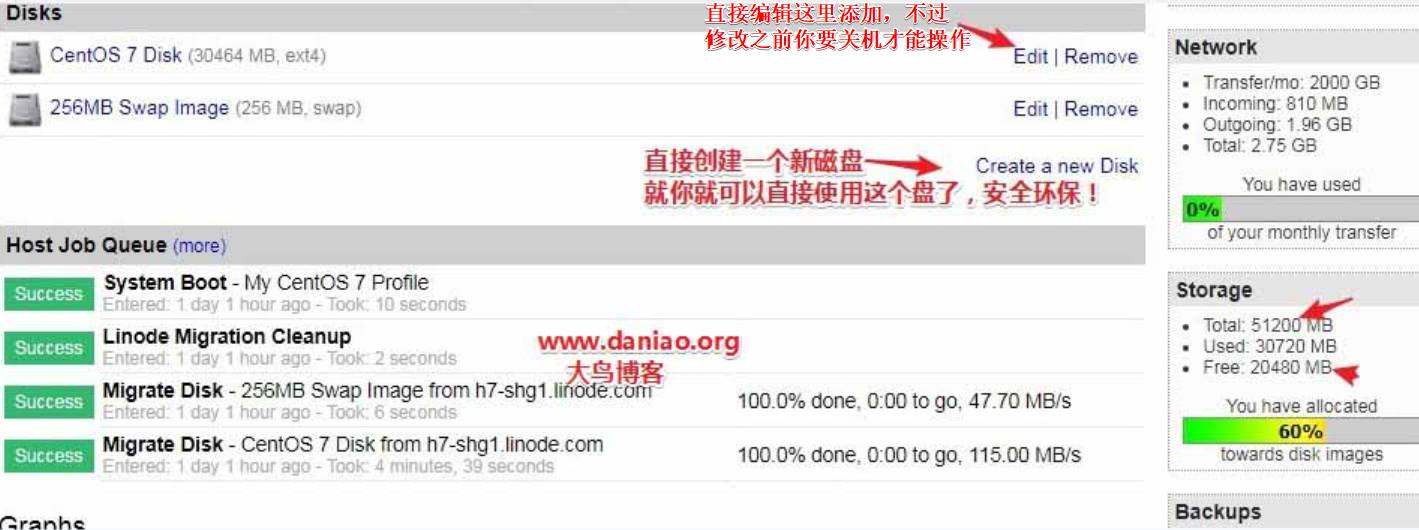 Disks
直接编辑这里添加，不过
修改之前你要关机才能操作
CentOS 7 Disk (30464 MB, ext4)
Edit | Remove
256MB Swap Image (256 MB, swap)
Edit | Remove
直接创建一个新磁盘
Create a new Disk
就你就可以直接使用这个盘了，安全环保！
Host Job Queue (more)
Success
System Boot - My CentOS 7 Profile
Entered: 1 day 1 hour ago - Took: 10 seconds
Success
Linode Migration Cleanup
Entered: 1 day 1 hour ago - Took: 2 seconds
www.daniao.org
大鸟博客
Success
Migrate Disk - 256MB Swap Image from h7-shg1.linode.com
Entered: 1 day 1 hour ago - Took: 6 seconds
100.0% done, 0:00 to go, 47.70 MB/s
Success
Migrate Disk - CentOS 7 Disk from h7-shg1.linode.com
Entered: 1 day 1 hour ago - Took: 4 minutes, 39 seconds
100.0% done, 0:00 to go, 115.00 MB/s
Graphs
Network
Transfer/mo: 2000 GB
Incoming: 810 MB
Outgoing: 1.96 GB
Total: 2.75 GB
You have used
0%
of your monthly transfer
Storage
Total: 51200 MB
Used: 30720 MB
Free: 20480 MB
You have allocated
60%
towards disk images
Backups